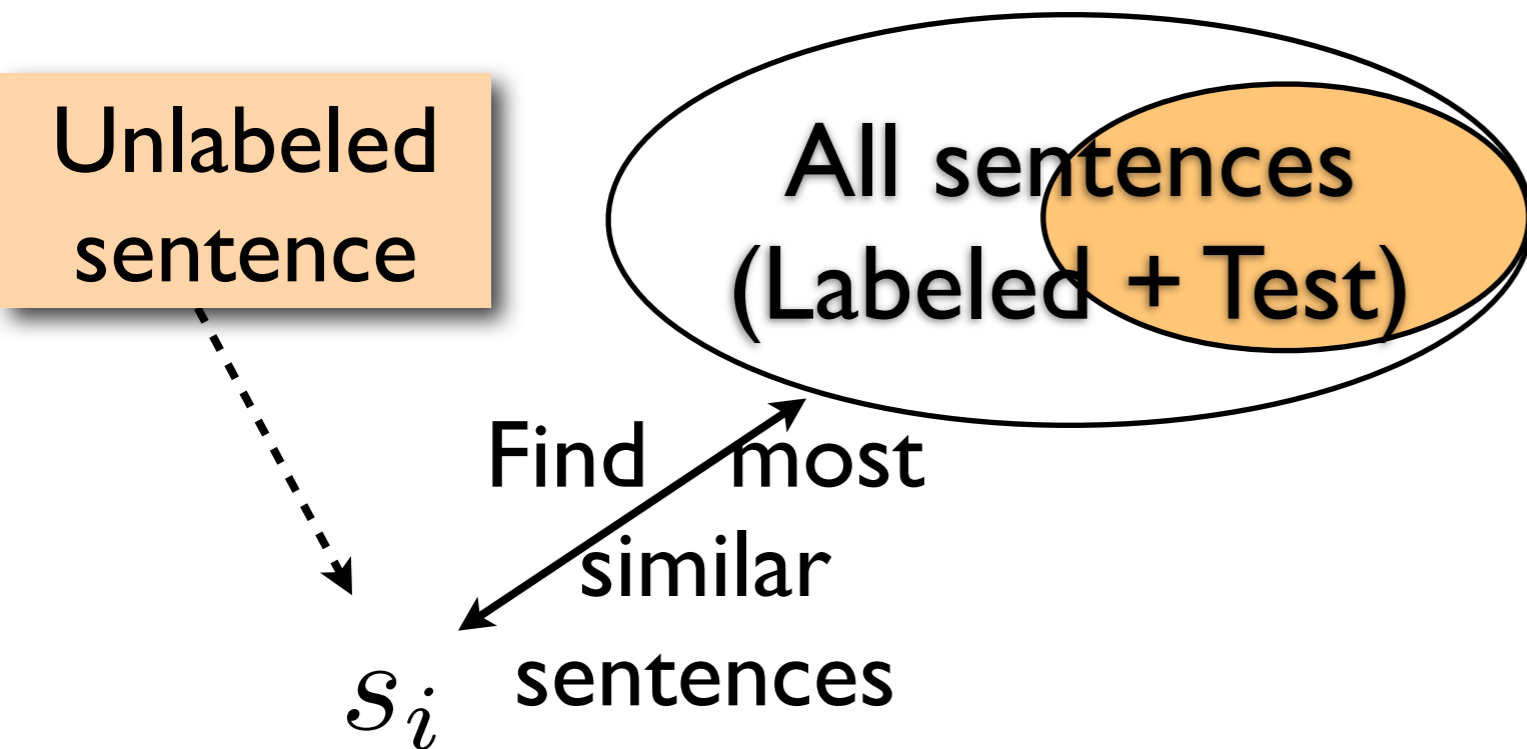 Unlabeled
sentence
All sentences
(Labeled + Test)
Find most
similar
sentences
s_i